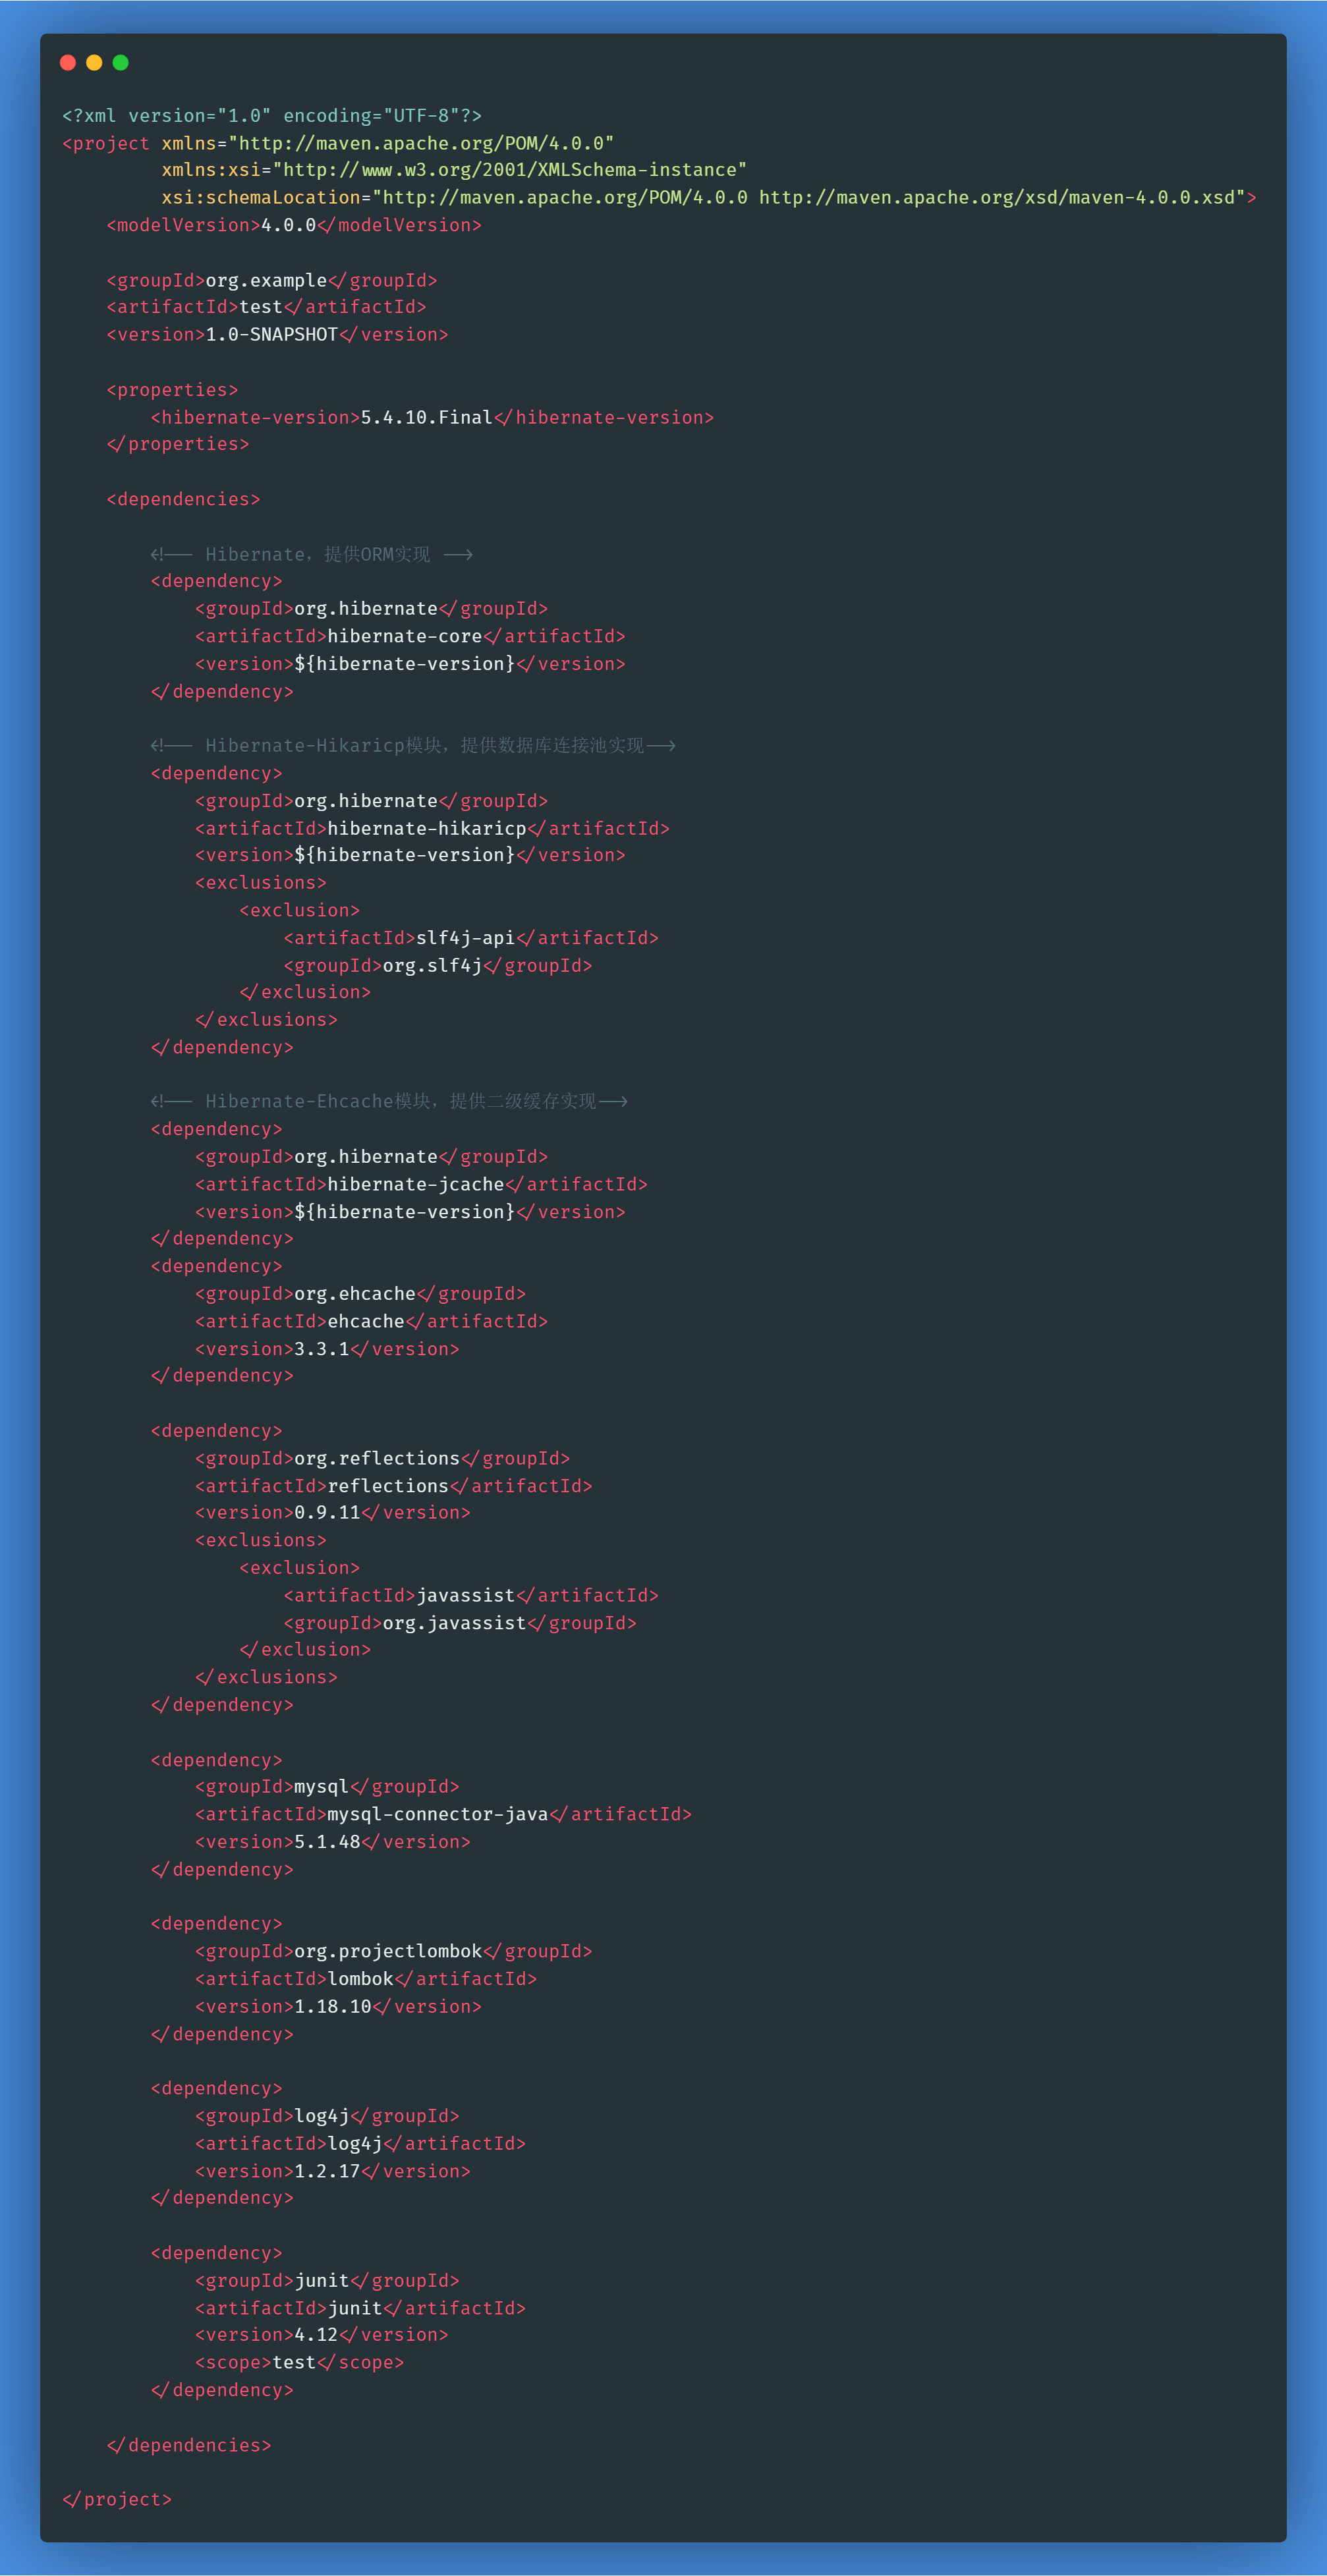 <?xml version="1.0" encoding="UTF-8"?>
<project xmlns="http://maven.apache.org/POM/4.0.0"
         xmlns:xsi="http://www.w3.org/2001/XMLSchema-instance"
         xsi:schemaLocation="http://maven.apache.org/POM/4.0.0 http://maven.apache.org/xsd/maven-4.0.0.xsd">
    <modelVersion>4.0.0</modelVersion>

    <groupId>org.example</groupId>
    <artifactId>test</artifactId>
    <version>1.0-SNAPSHOT</version>

    <properties>
        <hibernate-version>5.4.10.Final</hibernate-version>
    </properties>

    <dependencies>

        <!-- Hibernate，提供ORM实现 -->
        <dependency>
            <groupId>org.hibernate</groupId>
            <artifactId>hibernate-core</artifactId>
            <version>${hibernate-version}</version>
        </dependency>

        <!-- Hibernate-Hikaricp模块，提供数据库连接池实现-->
        <dependency>
            <groupId>org.hibernate</groupId>
            <artifactId>hibernate-hikaricp</artifactId>
            <version>${hibernate-version}</version>
            <exclusions>
                <exclusion>
                    <artifactId>slf4j-api</artifactId>
                    <groupId>org.slf4j</groupId>
                </exclusion>
            </exclusions>
        </dependency>

        <!-- Hibernate-Ehcache模块，提供二级缓存实现-->
        <dependency>
            <groupId>org.hibernate</groupId>
            <artifactId>hibernate-jcache</artifactId>
            <version>${hibernate-version}</version>
        </dependency>
        <dependency>
            <groupId>org.ehcache</groupId>
            <artifactId>ehcache</artifactId>
            <version>3.3.1</version>
        </dependency>

        <dependency>
            <groupId>org.reflections</groupId>
            <artifactId>reflections</artifactId>
            <version>0.9.11</version>
            <exclusions>
                <exclusion>
                    <artifactId>javassist</artifactId>
                    <groupId>org.javassist</groupId>
                </exclusion>
            </exclusions>
        </dependency>

        <dependency>
            <groupId>mysql</groupId>
            <artifactId>mysql-connector-java</artifactId>
            <version>5.1.48</version>
        </dependency>

        <dependency>
            <groupId>org.projectlombok</groupId>
            <artifactId>lombok</artifactId>
            <version>1.18.10</version>
        </dependency>

        <dependency>
            <groupId>log4j</groupId>
            <artifactId>log4j</artifactId>
            <version>1.2.17</version>
        </dependency>

        <dependency>
            <groupId>junit</groupId>
            <artifactId>junit</artifactId>
            <version>4.12</version>
            <scope>test</scope>
        </dependency>

    </dependencies>

</project>